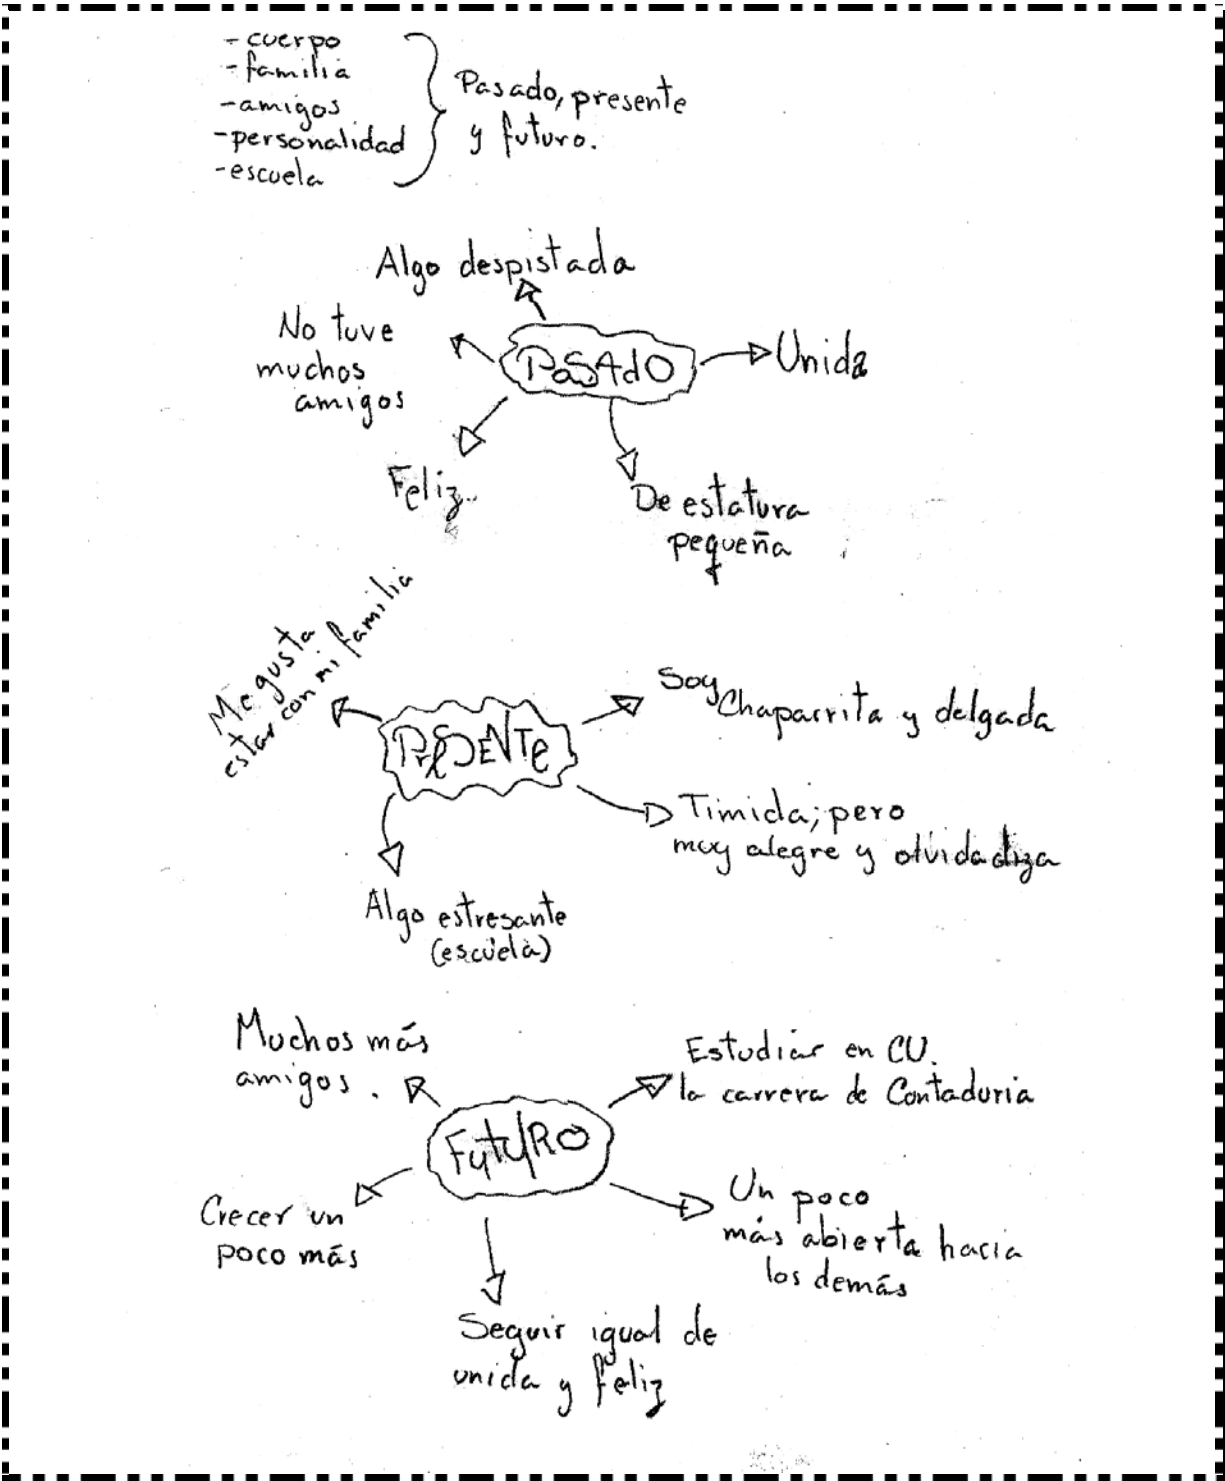 - cuerpo
- familia
- amigos
- personalidad
- escuela
Pasado, presente
y futuro.
Algo despistada
No tuve
muchos
amigos
PaSAdO
Unida
Feliz.
De estatura
pequeña
Me gusta
estar con mi familia
PreSENTe
Soy
Chaparrita y delgada
Timida; pero
muy alegre y olvidadiza
Algo estresante
(escuela)
Muchos más
amigos.
Estudiar en CU.
la carrera de Contaduria
FutuRO
Crecer un
poco más
Un poco
más abierta hacia
los demás
Seguir igual de
unida y feliz